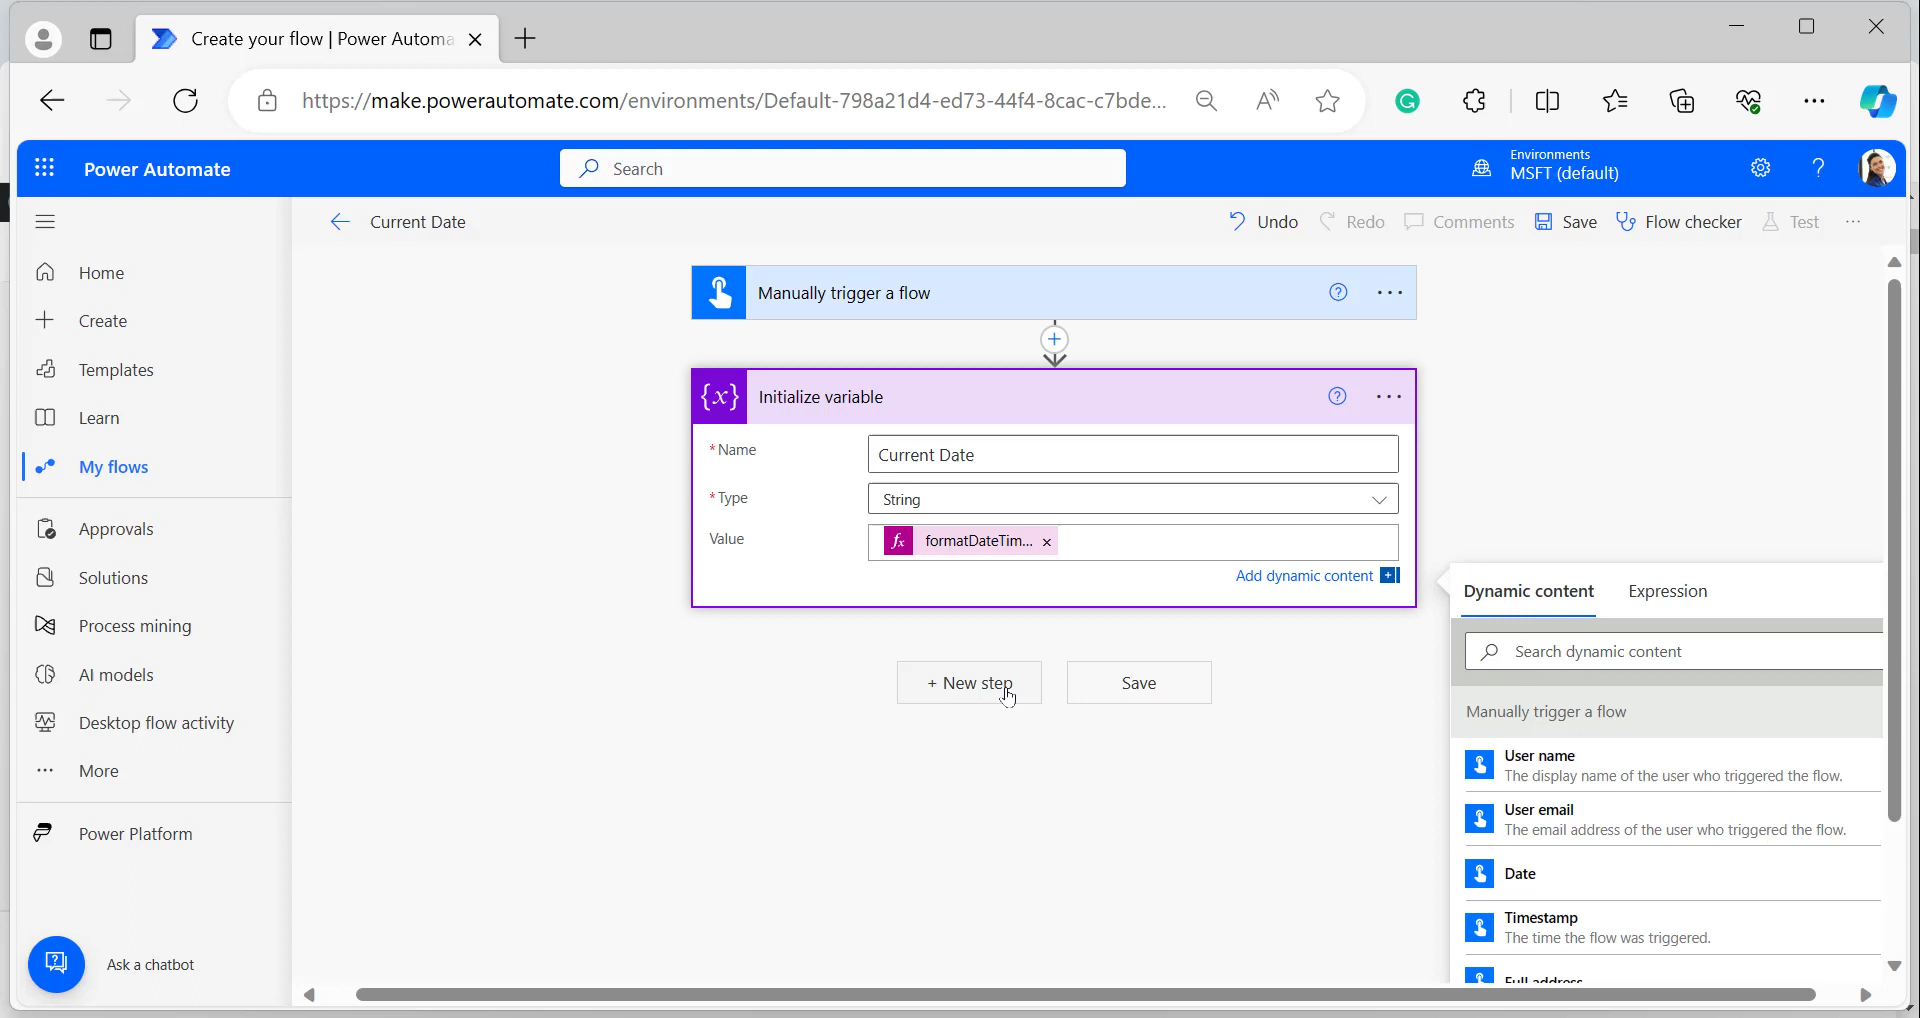 Create your flow | Power Automa
https://make.powerautomate.com/environments/Default-798a21d4-ed73-44f4-8cac-c7bde...
Power Automate
Search
Environments
MSFT (default)
Current Date
Undo
Redo
Comments
Save
Flow checker
Test
Home
Create
Templates
Learn
My flows
Approvals
Solutions
Process mining
AI models
Desktop flow activity
More
Power Platform
Ask a chatbot
Manually trigger a flow
{x} Initialize variable
* Name
Current Date
* Type
String
Value
fx formatDateTim... ×
Add dynamic content
+ New step
Save
Dynamic content
Expression
Search dynamic content
Manually trigger a flow
User name
The display name of the user who triggered the flow.
User email
The email address of the user who triggered the flow.
Date
Timestamp
The time the flow was triggered.
Full address